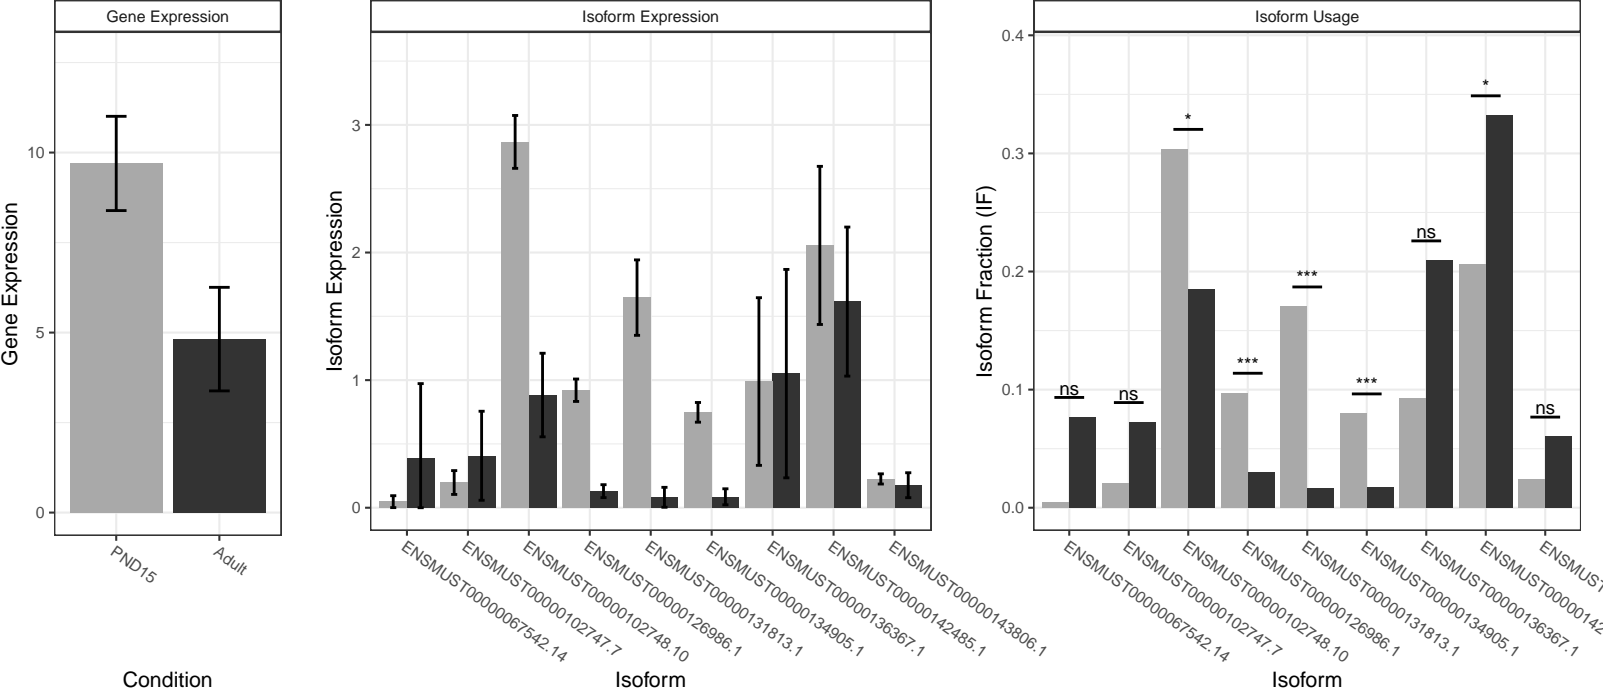 Gene Expression
Isoform Expression
Isoform Usage
Gene Expression
10
5
0
PND15
Adult
Condition
Isoform Expression
3
2
1
0
ENSMUST00000067542.14
ENSMUST00000102747.7
ENSMUST00000102748.10
ENSMUST00000126986.1
ENSMUST00000131813.1
ENSMUST00000134905.1
ENSMUST00000136367.1
ENSMUST00000142485.1
ENSMUST00000143806.1
Isoform
Isoform Fraction (IF)
0.4
0.3
0.2
0.1
0.0
ns
ns
*
***
***
***
ns
*
ns
ENSMUST00000067542.14
ENSMUST00000102747.7
ENSMUST00000102748.10
ENSMUST00000126986.1
ENSMUST00000131813.1
ENSMUST00000134905.1
ENSMUST00000136367.1
ENSMUST00000142
ENSMUST
Isoform